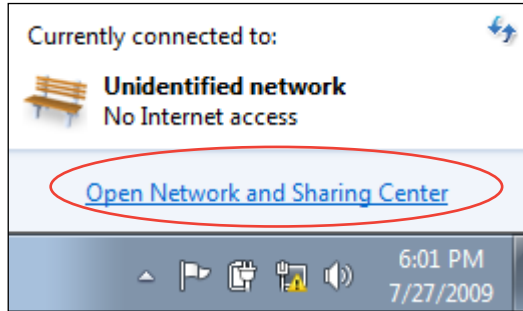 Currently connected to:
Unidentified network
No Internet access
Open Network and Sharing Center
6:01 PM
7/27/2009